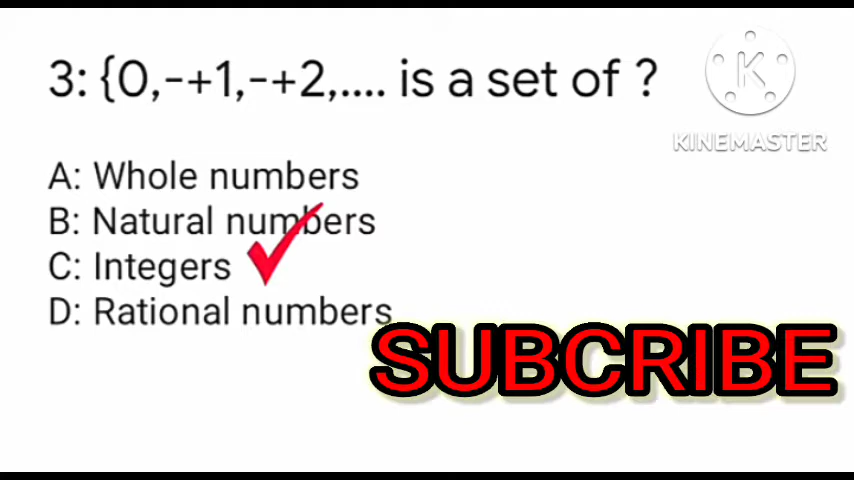 3: {0,-+1,-+2,.... is a set of ?
KINEMASTER
A: Whole numbers
B: Natural numbers
C: Integers
D: Rational numbers
SUBCRIBE